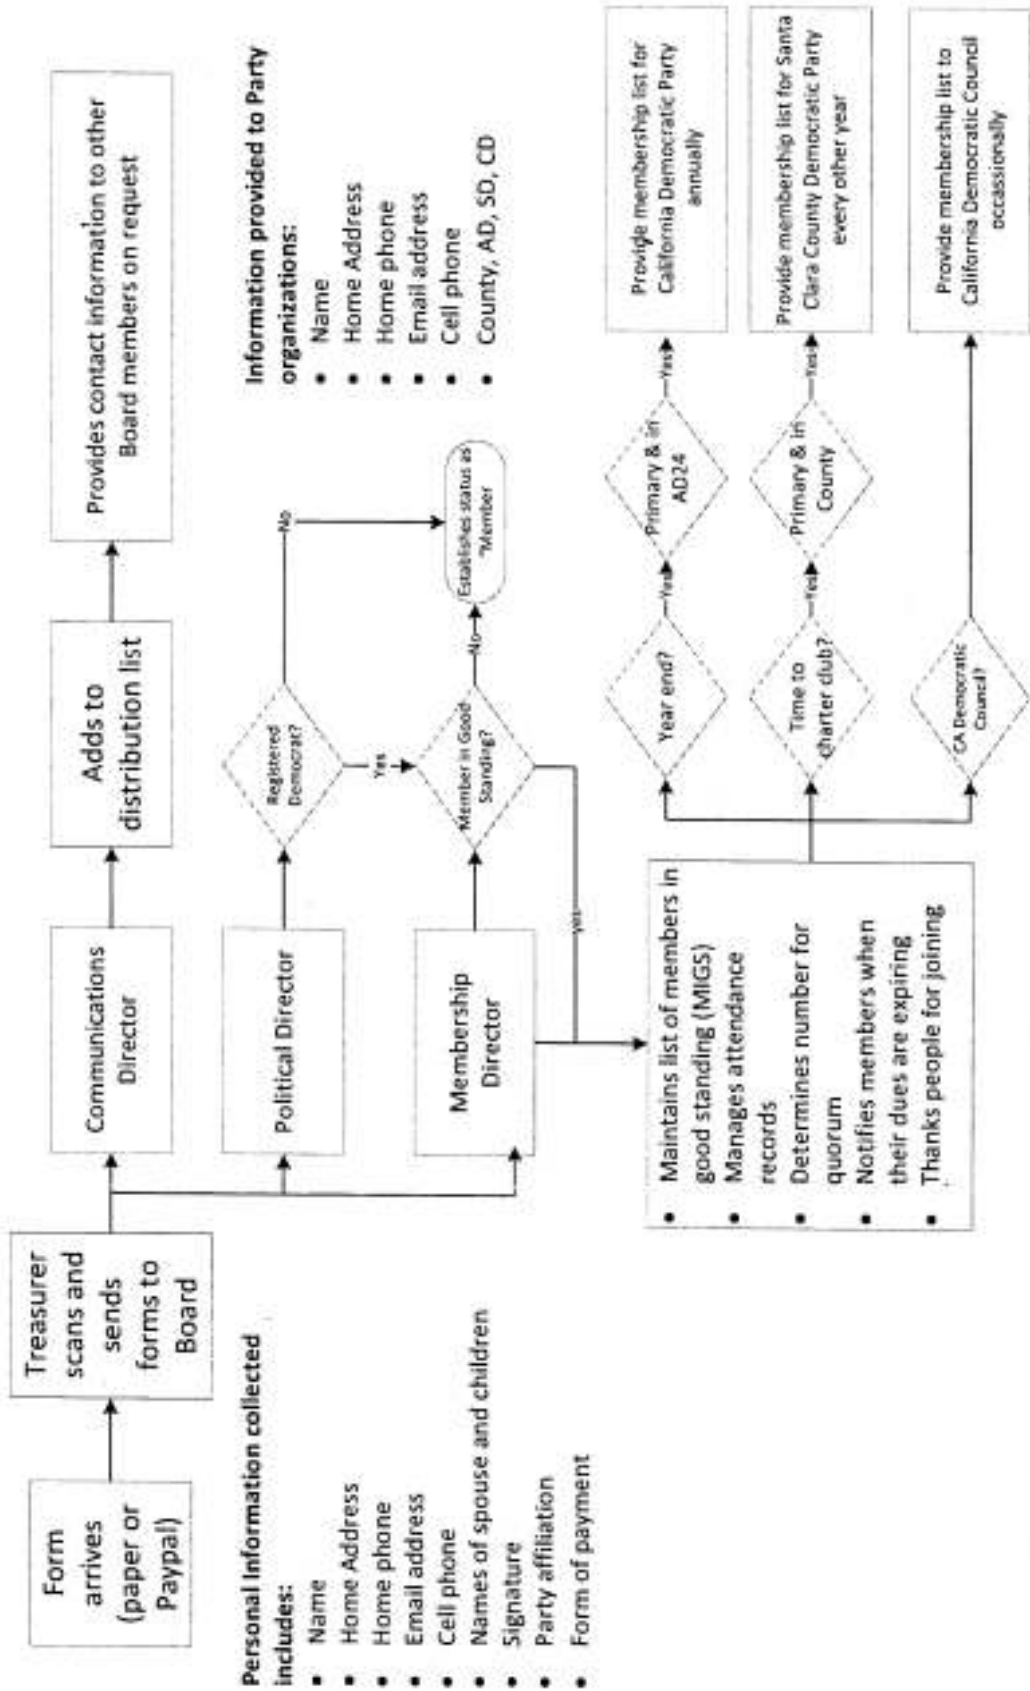 Form
arrives
(paper or
Paypal)
Treasurer
scans and
sends
forms to
Board
Communications
Director
Adds to
distribution list
Provides contact information to other
Board members on request
Political Director
Registered
Democrat?
No
Yes
Membership
Director
Member in Good
Standing?
No
yes
Establishes status as
"Member
Personal Information collected
includes:
• Name
• Home Address
• Home phone
• Email address
• Cell phone
• Names of spouse and children
• Signature
• Party affiliation
• Form of payment
Information provided to Party
organizations:
• Name
• Home Address
• Home phone
• Email address
• Cell phone
• County, AD, SD, CD
• Maintains list of members in
good standing (MIGS)
• Manages attendance
records
• Determines number for
quorum
• Notifies members when
their dues are expiring
• Thanks people for joining
Year end?
Yes
Primary & in
AD24
Yes
Provide membership list for
California Democratic Party
annually
Time to
charter club?
Yes
Primary & in
County
Yes
Provide membership list for Santa
Clara County Democratic Party
every other year
CA Democratic
Council?
Provide membership list to
California Democratic Council
occassionally